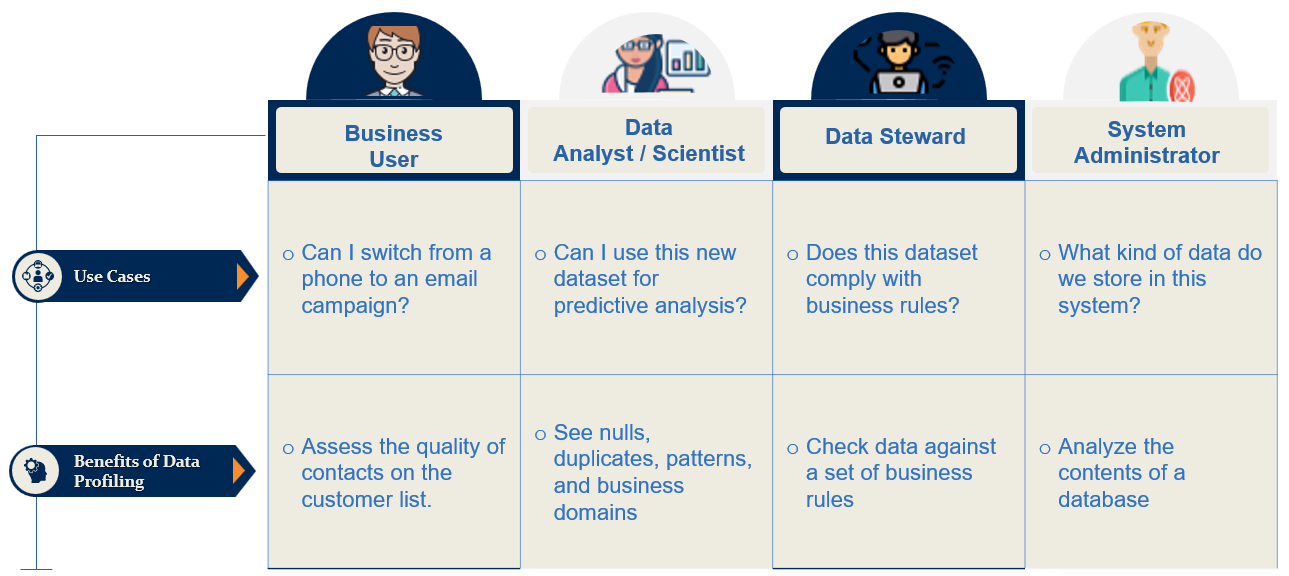 Business
User
Data
Analyst / Scientist
Data Steward
System
Administrator
Use Cases
○ Can I switch from a
phone to an email
campaign?
○ Can I use this new
dataset for
predictive analysis?
○ Does this dataset
comply with
business rules?
○ What kind of data do
we store in this
system?
Benefits of Data
Profiling
○ Assess the quality of
contacts on the
customer list.
○ See nulls,
duplicates, patterns,
and business
domains
○ Check data against
a set of business
rules
○ Analyze the
contents of a
database